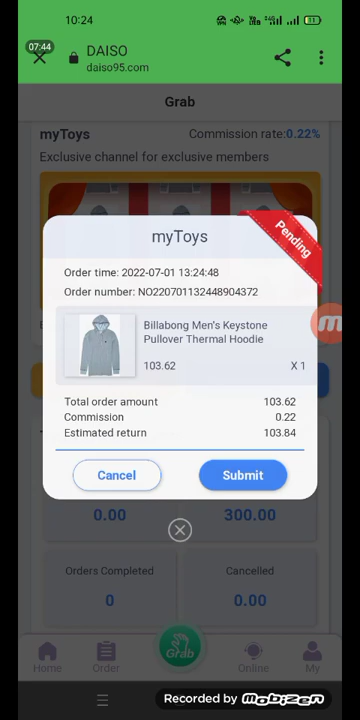 10:24
07:44
DAISO
daiso95.com
Grab
myToys
Commission rate:0.22%
Exclusive channel for exclusive members
myToys
Pending
Order time: 2022-07-01 13:24:48
Order number: NO220701132448904372
Billabong Men's Keystone
Pullover Thermal Hoodie
103.62 X 1
Total order amount 103.62
Commission 0.22
Estimated return 103.84
Cancel Submit
0.00 300.00
Orders Completed Cancelled
0 0.00
Home Order Grab Online My
Recorded by mobizen